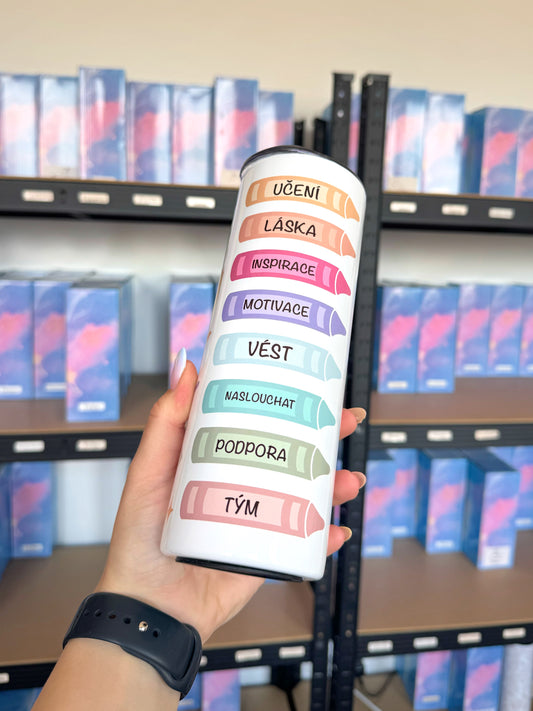 UČENÍ
LÁSKA
INSPIRACE
MOTIVACE
VÉST
NASLOUCHAT
PODPORA
TÝM